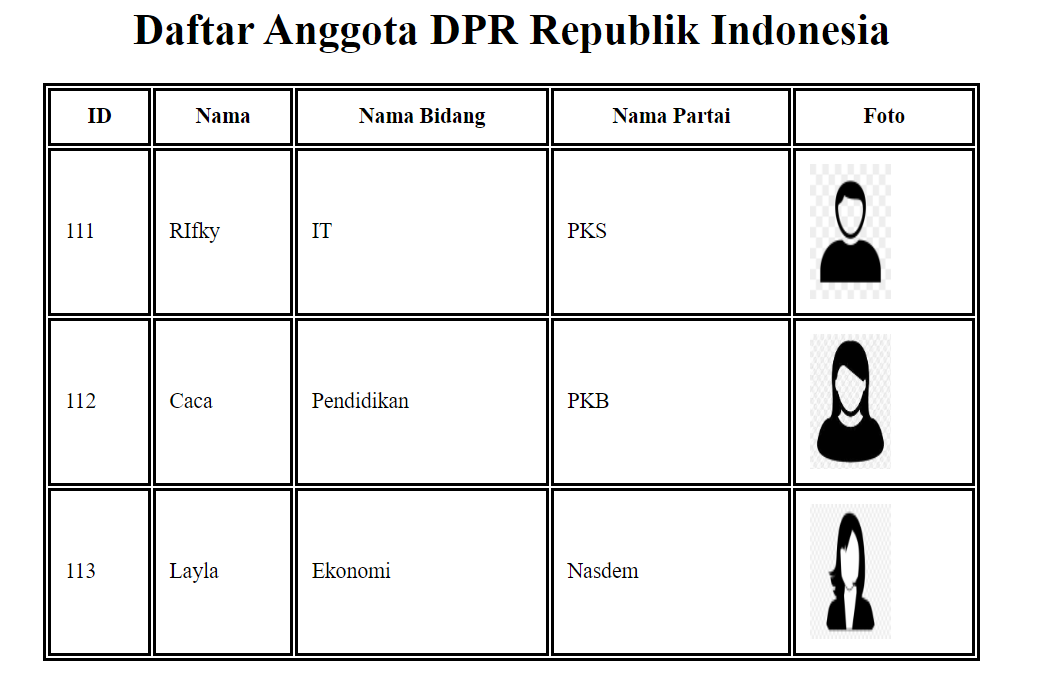 Daftar Anggota DPR Republik Indonesia
ID Nama Nama Bidang Nama Partai Foto
111 RIfky IT PKS
112 Caca Pendidikan PKB
113 Layla Ekonomi Nasdem